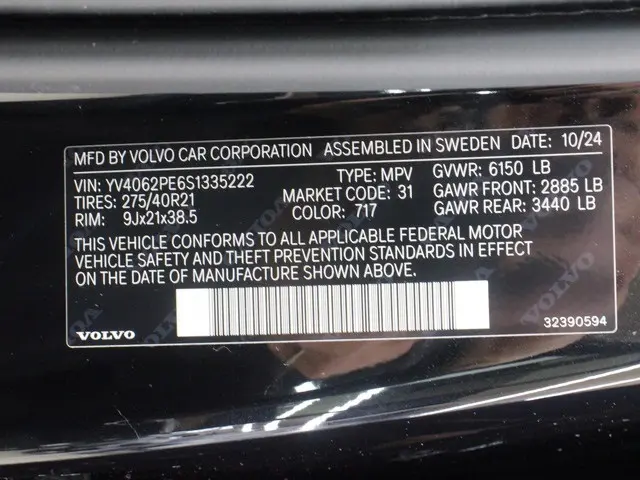 MFD BY VOLVO CAR CORPORATION ASSEMBLED IN SWEDEN DATE: 10/24
VIN: YV4062PE6S1335222 TYPE: MPV GVWR: 6150 LB
TIRES: 275/40R21 MARKET CODE: 31 GAWR FRONT: 2885 LB
RIM: 9Jx21x38.5 COLOR: 717 GAWR REAR: 3440 LB
THIS VEHICLE CONFORMS TO ALL APPLICABLE FEDERAL MOTOR
VEHICLE SAFETY AND THEFT PREVENTION STANDARDS IN EFFECT
ON THE DATE OF MANUFACTURE SHOWN ABOVE.
VOLVO 32390594